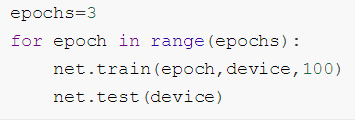 epochs=3
for epoch in range(epochs):
    net.train(epoch,device,100)
    net.test(device)